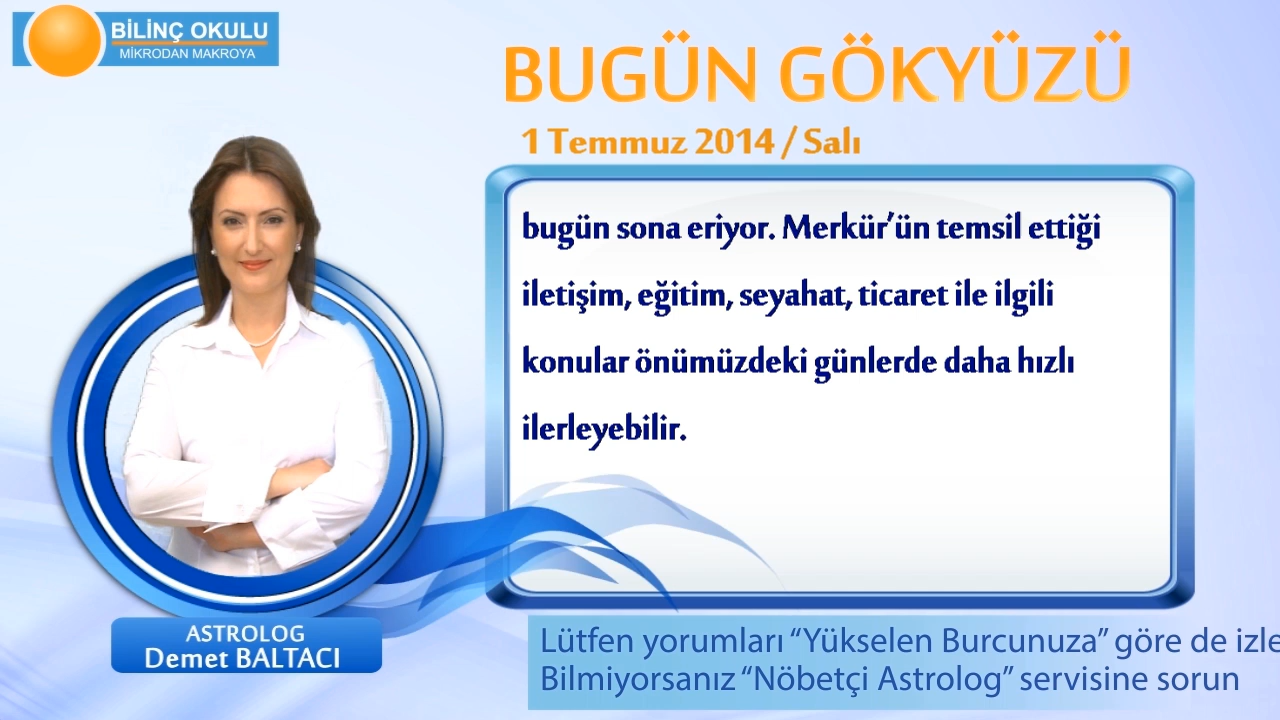 BİLİNÇ OKULU
MİKRODAN MAKROYA
BUGÜN GÖKYÜZÜ
1 Temmuz 2014 / Salı
bugün sona eriyor. Merkür’ün temsil ettiği
iletişim, eğitim, seyahat, ticaret ile ilgili
konular önümüzdeki günlerde daha hızlı
ilerleyebilir.
ASTROLOG
Demet BALTACI
Lütfen yorumları “Yükselen Burcunuza” göre de izle
Bilmiyorsanız “Nöbetçi Astrolog” servisine sorun